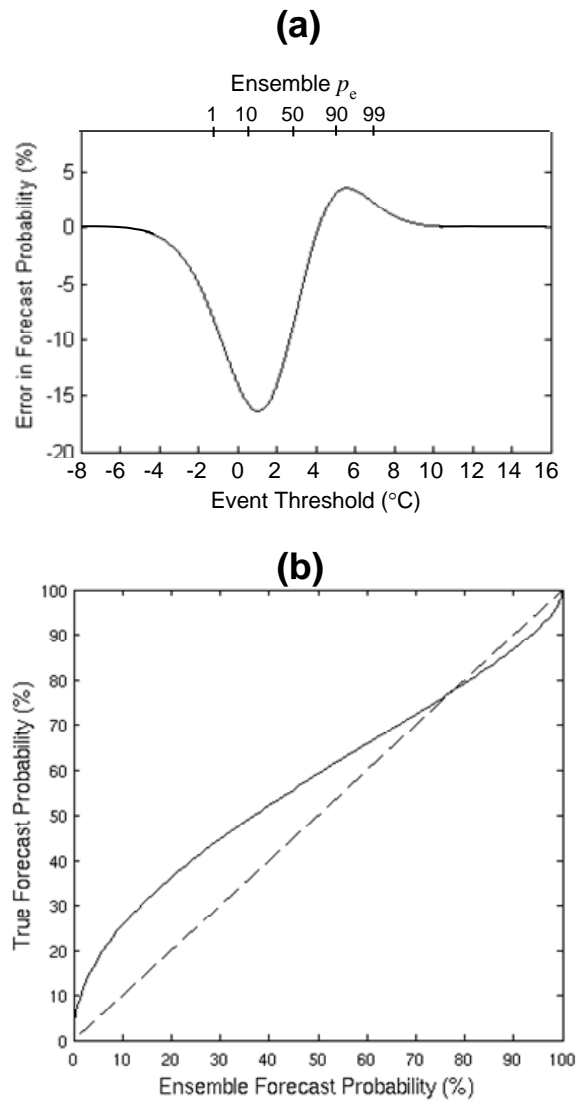 (a)
Ensemble pe
1 10 50 90 99
Error in Forecast Probability (%)
5
0
-5
-10
-15
-20
-8 -6 -4 -2 0 2 4 6 8 10 12 14 16
Event Threshold (°C)
(b)
True Forecast Probability (%)
100
90
80
70
60
50
40
30
20
10
0
0 10 20 30 40 50 60 70 80 90 100
Ensemble Forecast Probability (%)